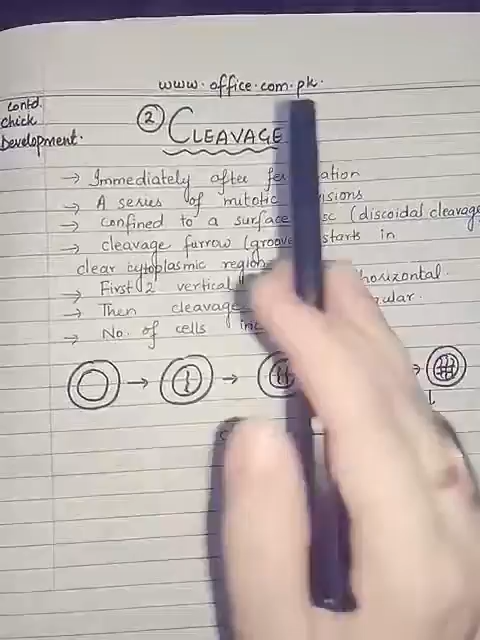 www.office.com.pk.
contd.
Chick
Development.
② CLEAVAGE
→ Immediately after
→ A series of mitotic
→ confined to a surface (discoidal cleavage
→ cleavage furrow (groove starts in
clear cytoplasmic region
→ First 2 vertical horizontal.
→ Then cleavage
→ No. of cells